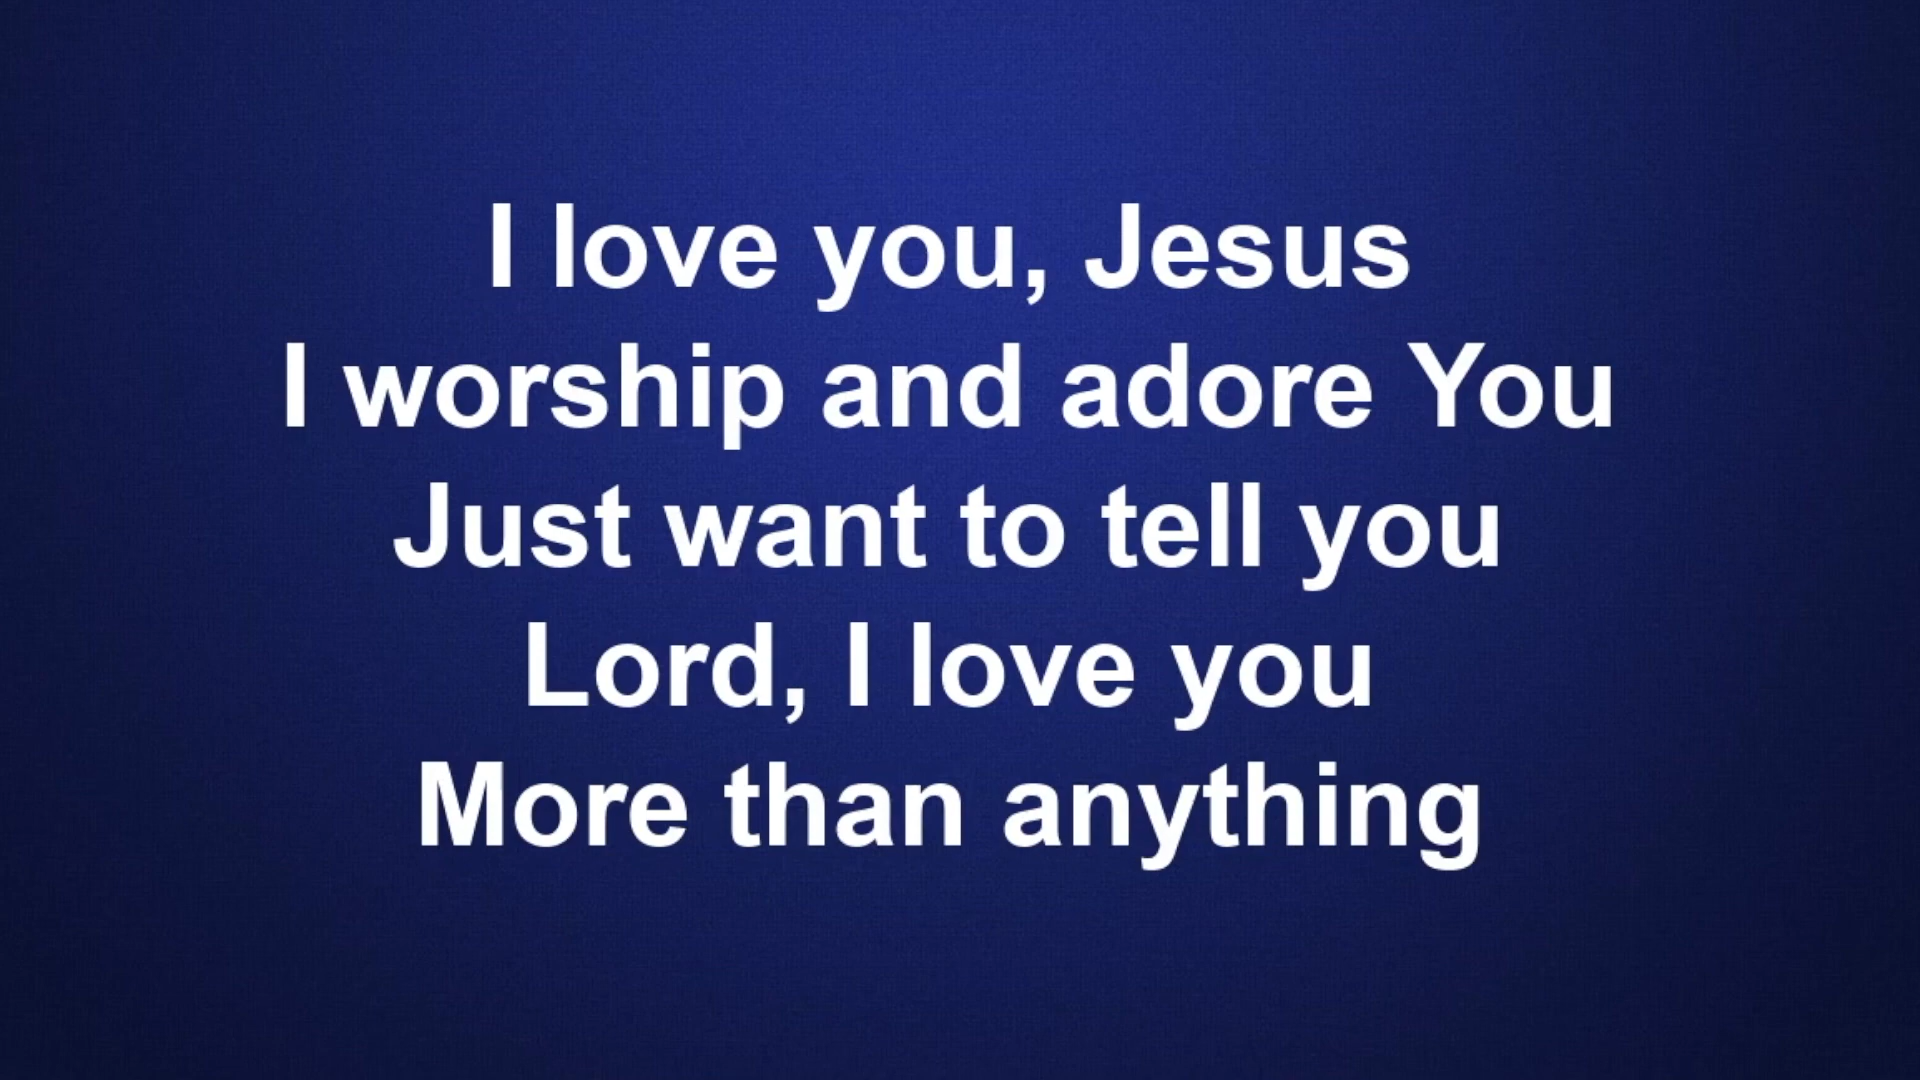 I love you, Jesus
I worship and adore You
Just want to tell you
Lord, I love you
More than anything